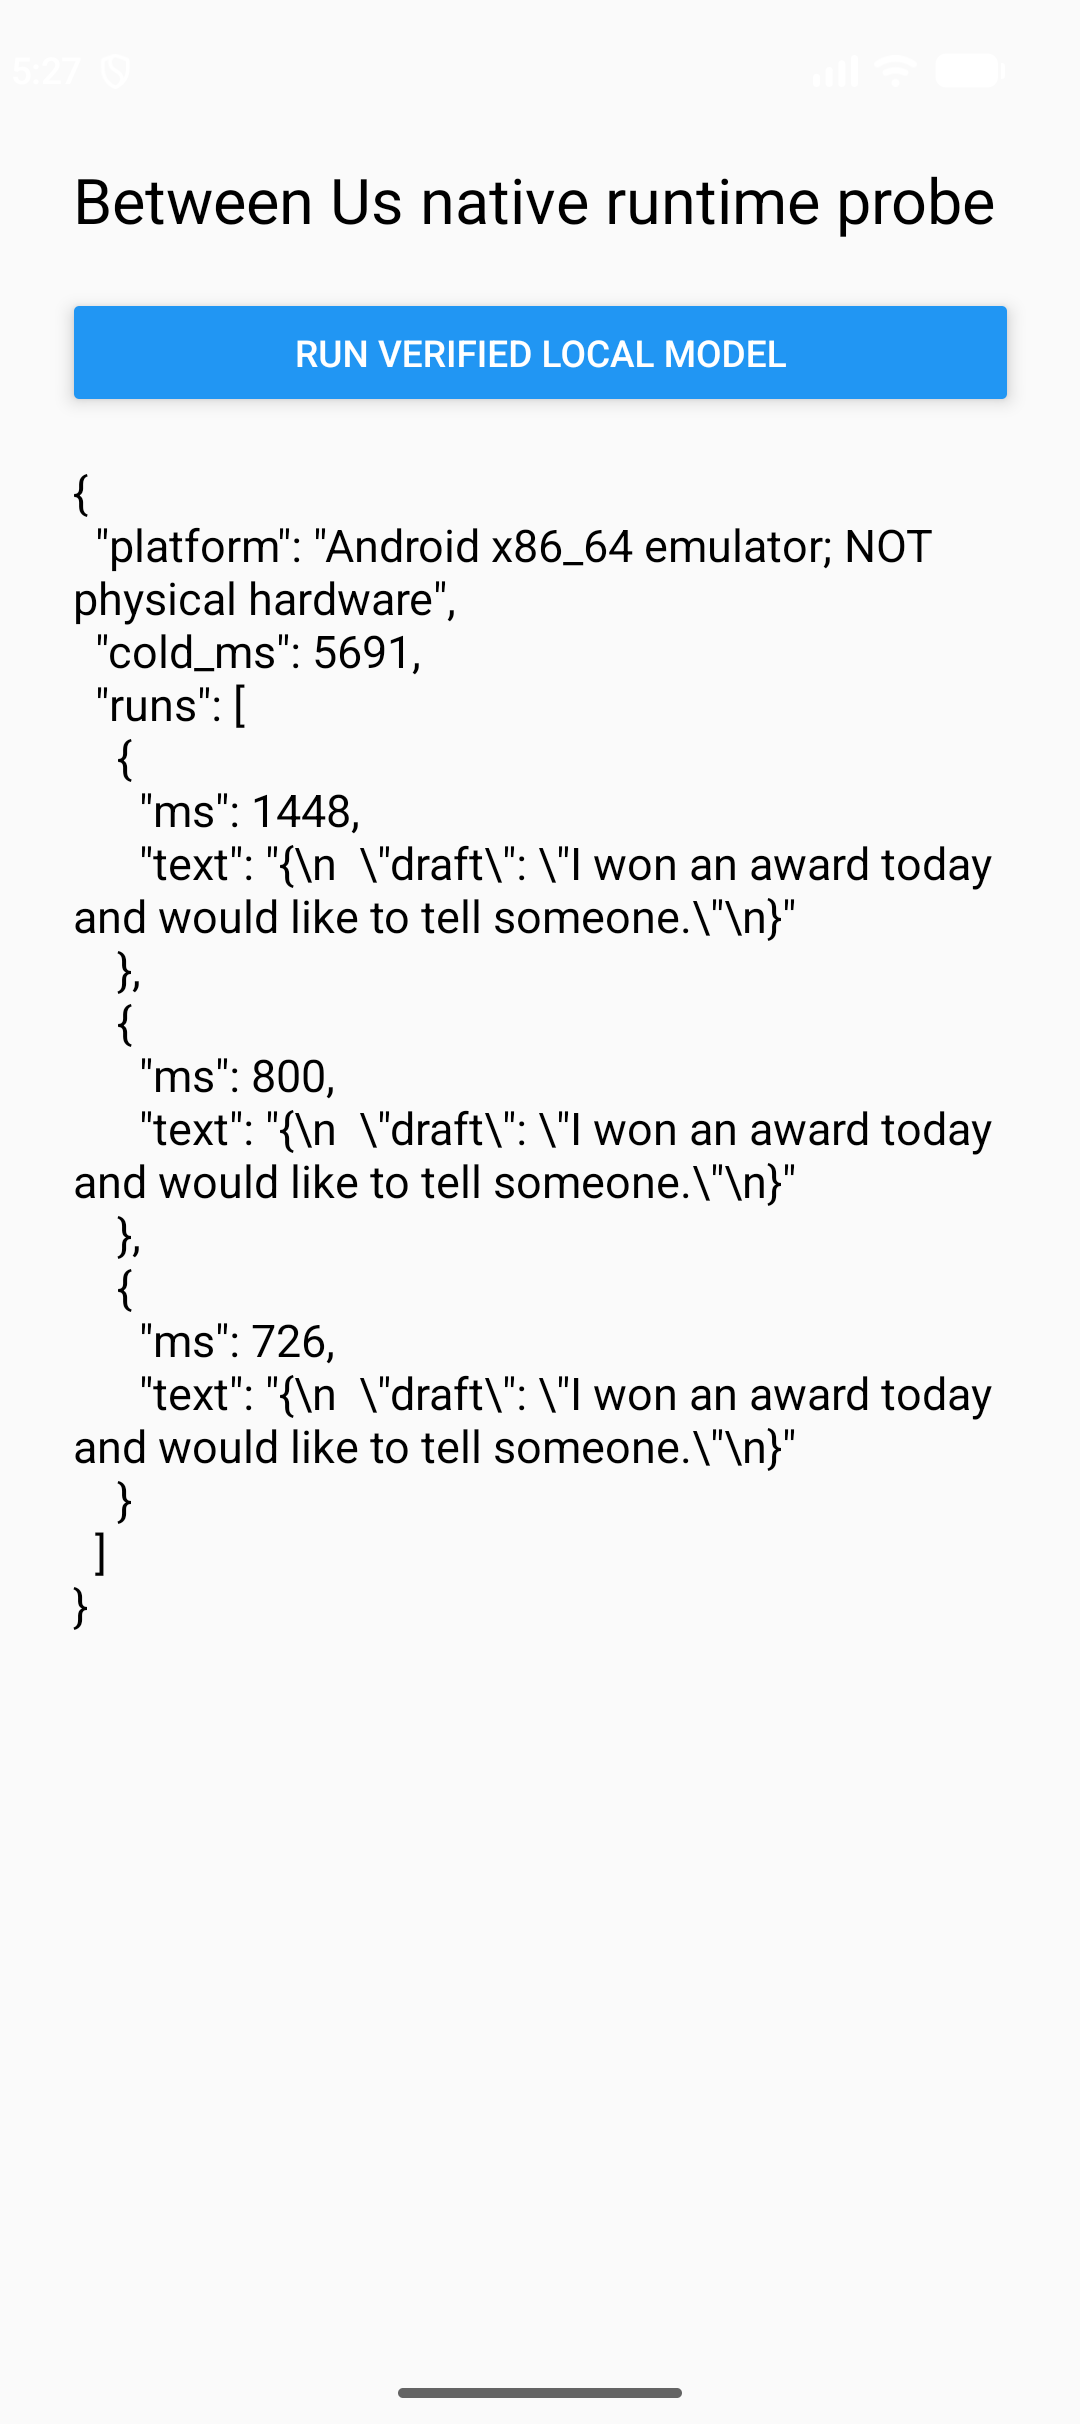 5:27
Between Us native runtime probe
RUN VERIFIED LOCAL MODEL
{
  "platform": "Android x86_64 emulator; NOT
physical hardware",
  "cold_ms": 5691,
  "runs": [
    {
      "ms": 1448,
      "text": "{\n  \"draft\": \"I won an award today
and would like to tell someone.\"\n}"
    },
    {
      "ms": 800,
      "text": "{\n  \"draft\": \"I won an award today
and would like to tell someone.\"\n}"
    },
    {
      "ms": 726,
      "text": "{\n  \"draft\": \"I won an award today
and would like to tell someone.\"\n}"
    }
  ]
}